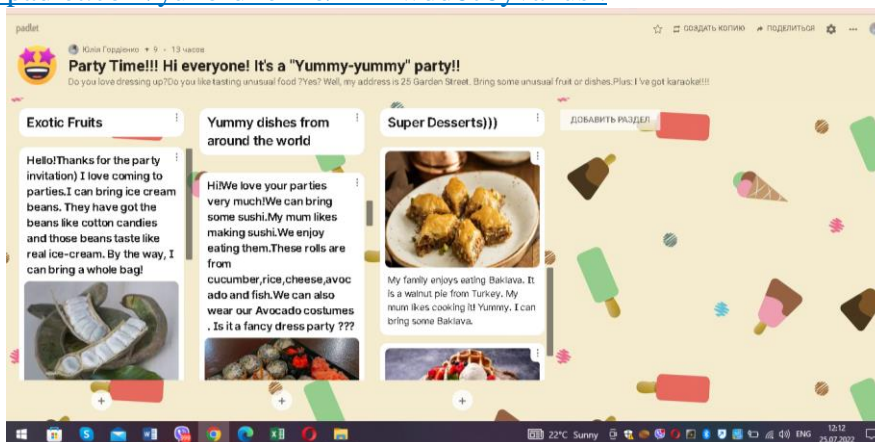 padlet
СОЗДАТЬ КОПИЮ
ПОДЕЛИТЬСЯ
Юлія Гордієнко + 9 · 13 часов
Party Time!!! Hi everyone! It's a "Yummy-yummy" party!!
Do you love dressing up?Do you like tasting unusual food ?Yes? Well, my address is 25 Garden Street. Bring some unusual fruit or dishes.Plus: I 've got karaoke!!!!
Exotic Fruits
Hello!Thanks for the party
invitation) I love coming to
parties.I can bring ice cream
beans. They have got the
beans like cotton candies
and those beans taste like
real ice-cream. By the way, I
can bring a whole bag!
Yummy dishes from
around the world
Hi!We love your parties
very much!We can bring
some sushi.My mum likes
making sushi.We enjoy
eating them.These rolls are
from
cucumber,rice,cheese,avoc
ado and fish.We can also
wear our Avocado costumes
. Is it a fancy dress party ???
Super Desserts)))
My family enjoys eating Baklava. It
is a walnut pie from Turkey. My
mum likes cooking it! Yummy. I can
bring some Baklava.
ДОБАВИТЬ РАЗДЕЛ
22°C Sunny
ENG
12:12
25.07.2022